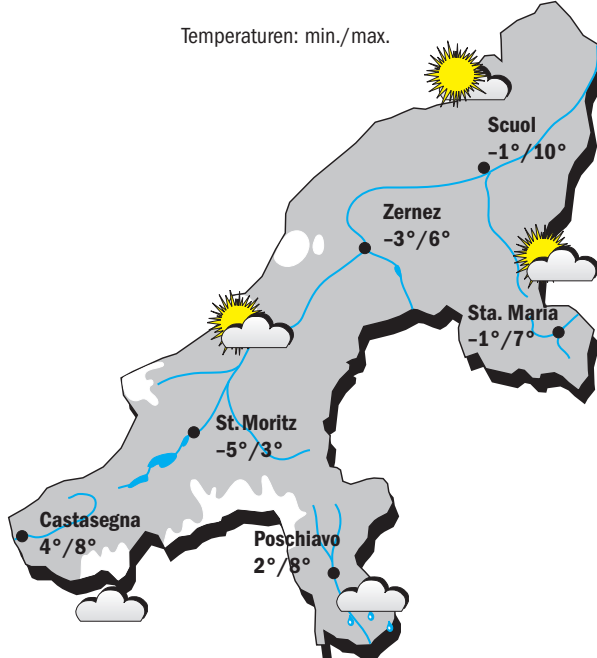 Temperaturen: min./max.
Scuol
–1°/10°
Zernez
–3°/6°
Sta. Maria
–1°/7°
St. Moritz
–5°/3°
Castasegna
4°/8°
Poschiavo
2°/8°